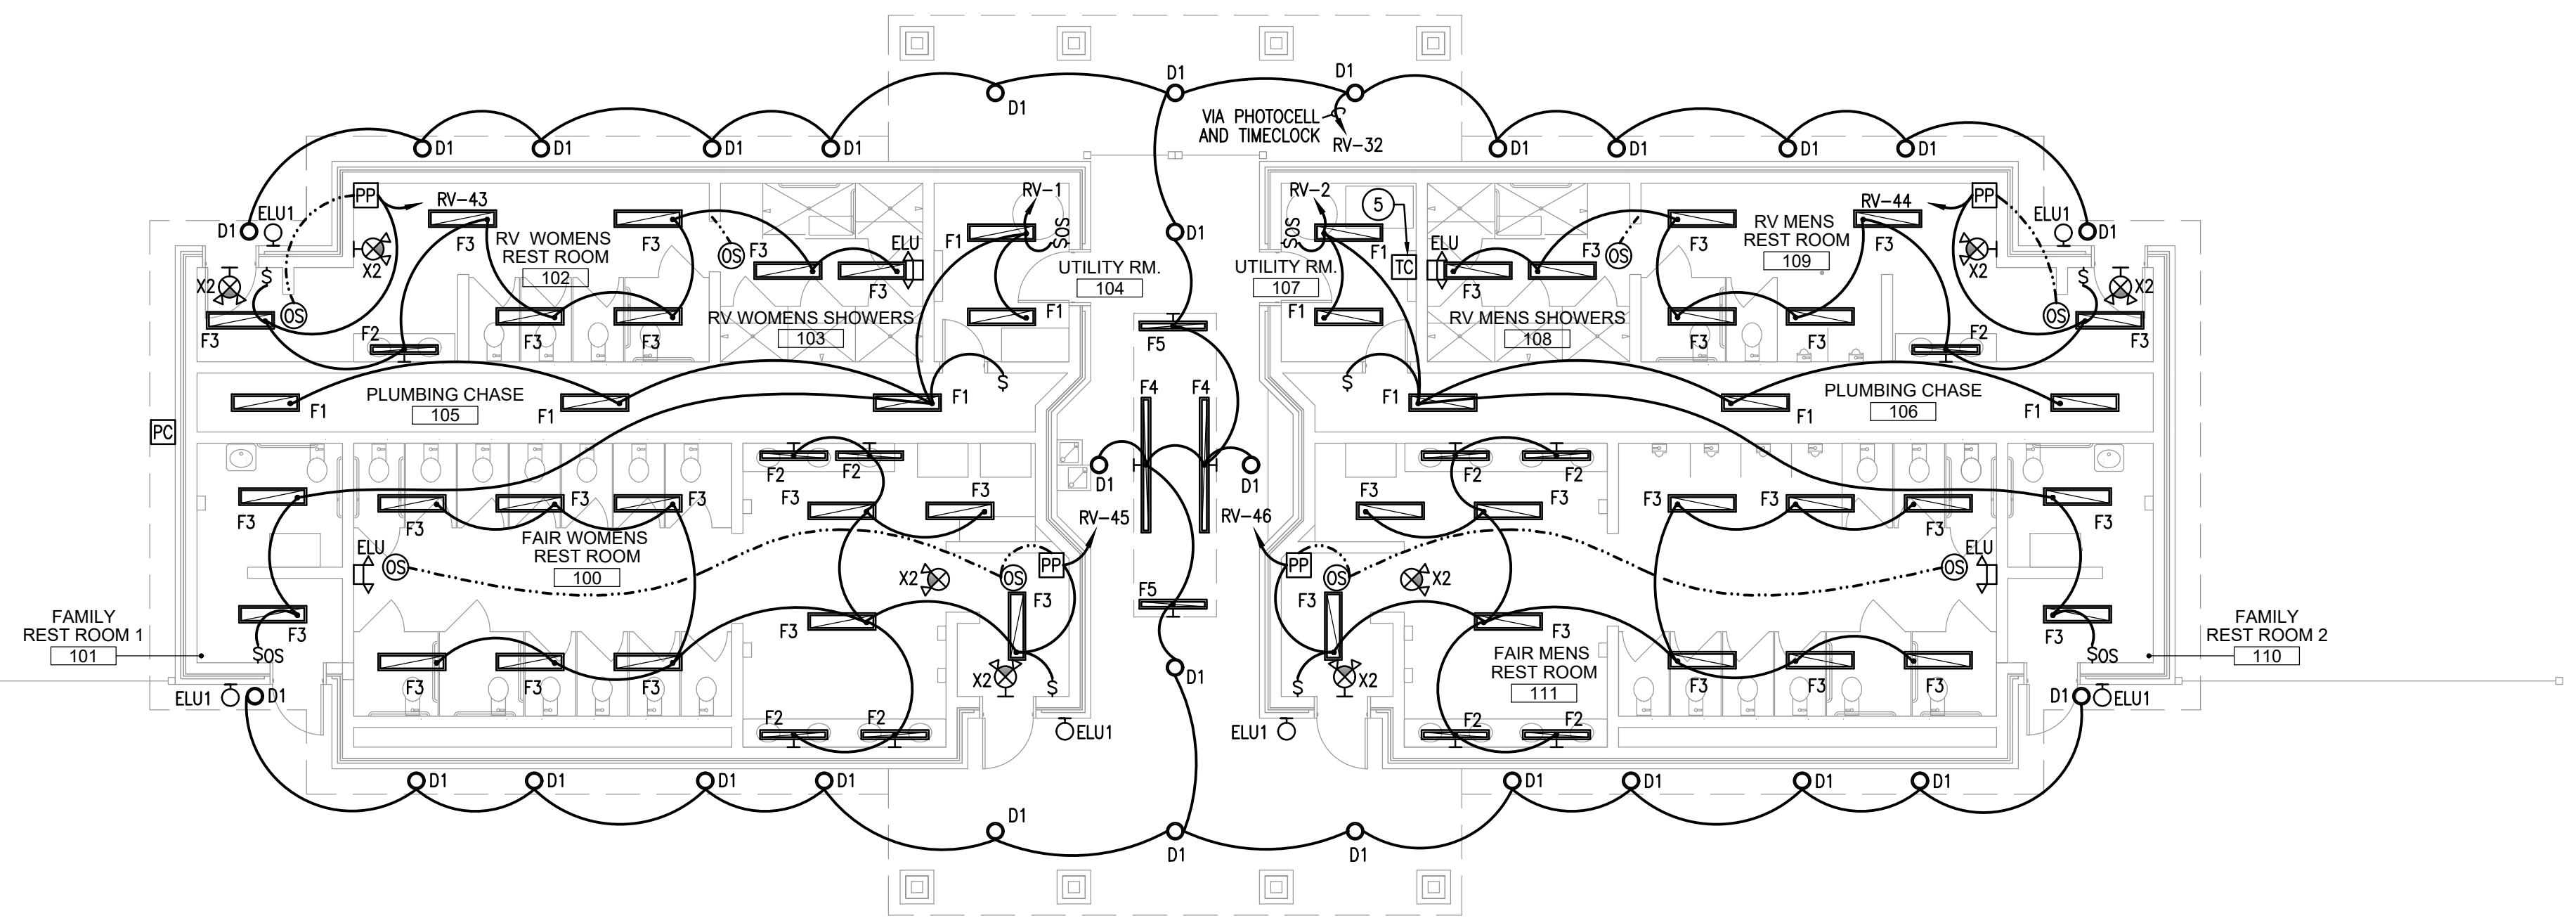 D1
D1
D1
D1
VIA PHOTOCELL
AND TIMECLOCK
RV-32
D1
D1
D1
D1
D1
D1
D1
D1
PP
RV-43
RV-1
RV-2
5
RV-44
PP
D1
ELU1
F3
RV WOMENS
REST ROOM
102
F3
F3
OS
ELU
F1
$OS
D1
$OS
F1
ELU
TC
OS
F3
RV MENS
REST ROOM
109
F3
ELU1
D1
X2
X2
$
F3
UTILITY RM.
104
UTILITY RM.
107
F3
X2
$
X2
OS
F3
F2
F3
F3
RV WOMENS SHOWERS
103
F1
F5
F1
RV MENS SHOWERS
108
F3
F3
F2
OS
F3
F1
PLUMBING CHASE
105
F1
F1
$
F4
F4
$
F1
F1
PLUMBING CHASE
106
F1
PC
F2
F2
D1
D1
F2
F2
F3
F3
F3
F3
F3
F3
F3
F3
F3
F3
F3
F3
RV-45
RV-46
ELU
OS
FAIR WOMENS
REST ROOM
100
X2
OS
PP
F3
F5
PP
OS
F3
X2
OS
ELU
FAMILY
REST ROOM 1
101
F3
$OS
F3
F3
F3
F3
X2
$
D1
$
X2
F3
FAIR MENS
REST ROOM
111
F3
F3
F3
F3
$OS
FAMILY
REST ROOM 2
110
ELU1
D1
F2
F2
ELU1
ELU1
F2
F2
D1
ELU1
D1
D1
D1
D1
D1
D1
D1
D1
D1
D1
D1